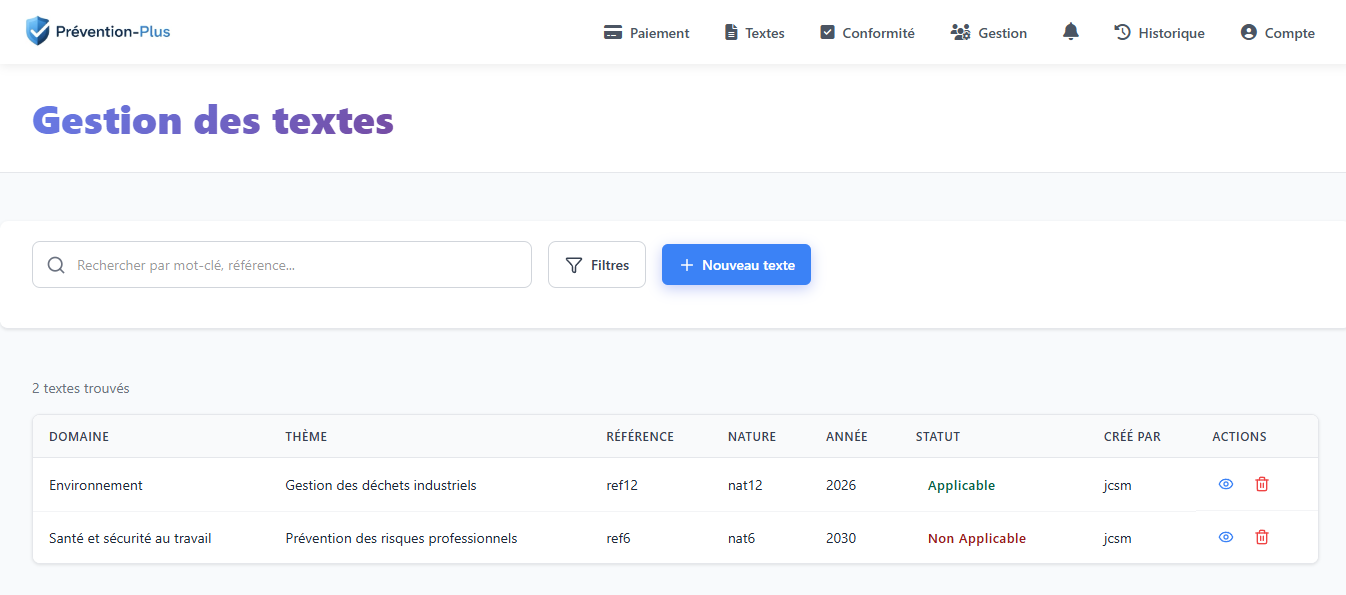 Prévention-Plus Paiement Textes Conformité Gestion Historique Compte
Gestion des textes
Rechercher par mot-clé, référence... Filtres + Nouveau texte
2 textes trouvés
DOMAINE THÈME RÉFÉRENCE NATURE ANNÉE STATUT CRÉÉ PAR ACTIONS
Environnement Gestion des déchets industriels ref12 nat12 2026 Applicable jcsm
Santé et sécurité au travail Prévention des risques professionnels ref6 nat6 2030 Non Applicable jcsm